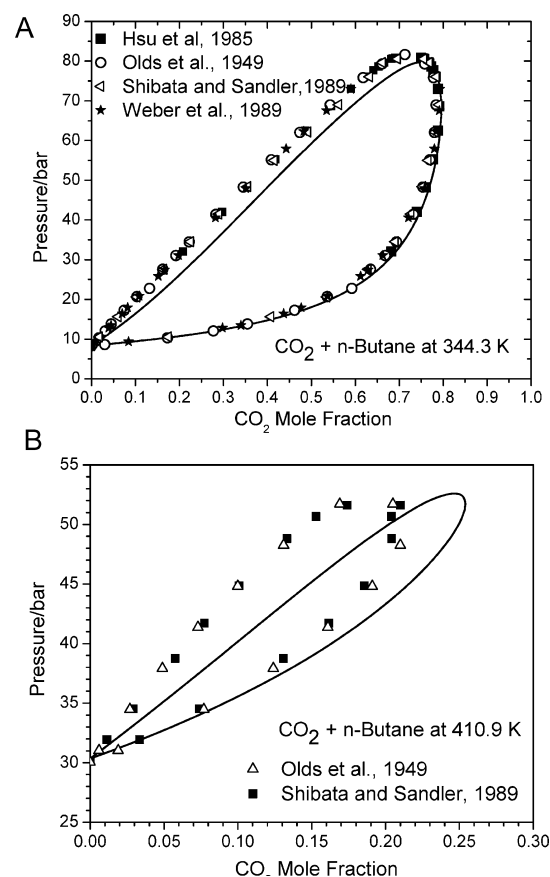 A
90
80
70
60
50
40
30
20
10
0
Pressure/bar
Hsu et al, 1985
Olds et al., 1949
Shibata and Sandler,1989
Weber et al., 1989
CO2 + n-Butane at 344.3 K
0.0 0.1 0.2 0.3 0.4 0.5 0.6 0.7 0.8 0.9 1.0
CO2 Mole Fraction
B
55
50
45
40
35
30
25
Pressure/bar
CO2 + n-Butane at 410.9 K
Olds et al., 1949
Shibata and Sandler, 1989
0.00 0.05 0.10 0.15 0.20 0.25 0.30
CO2 Mole Fraction